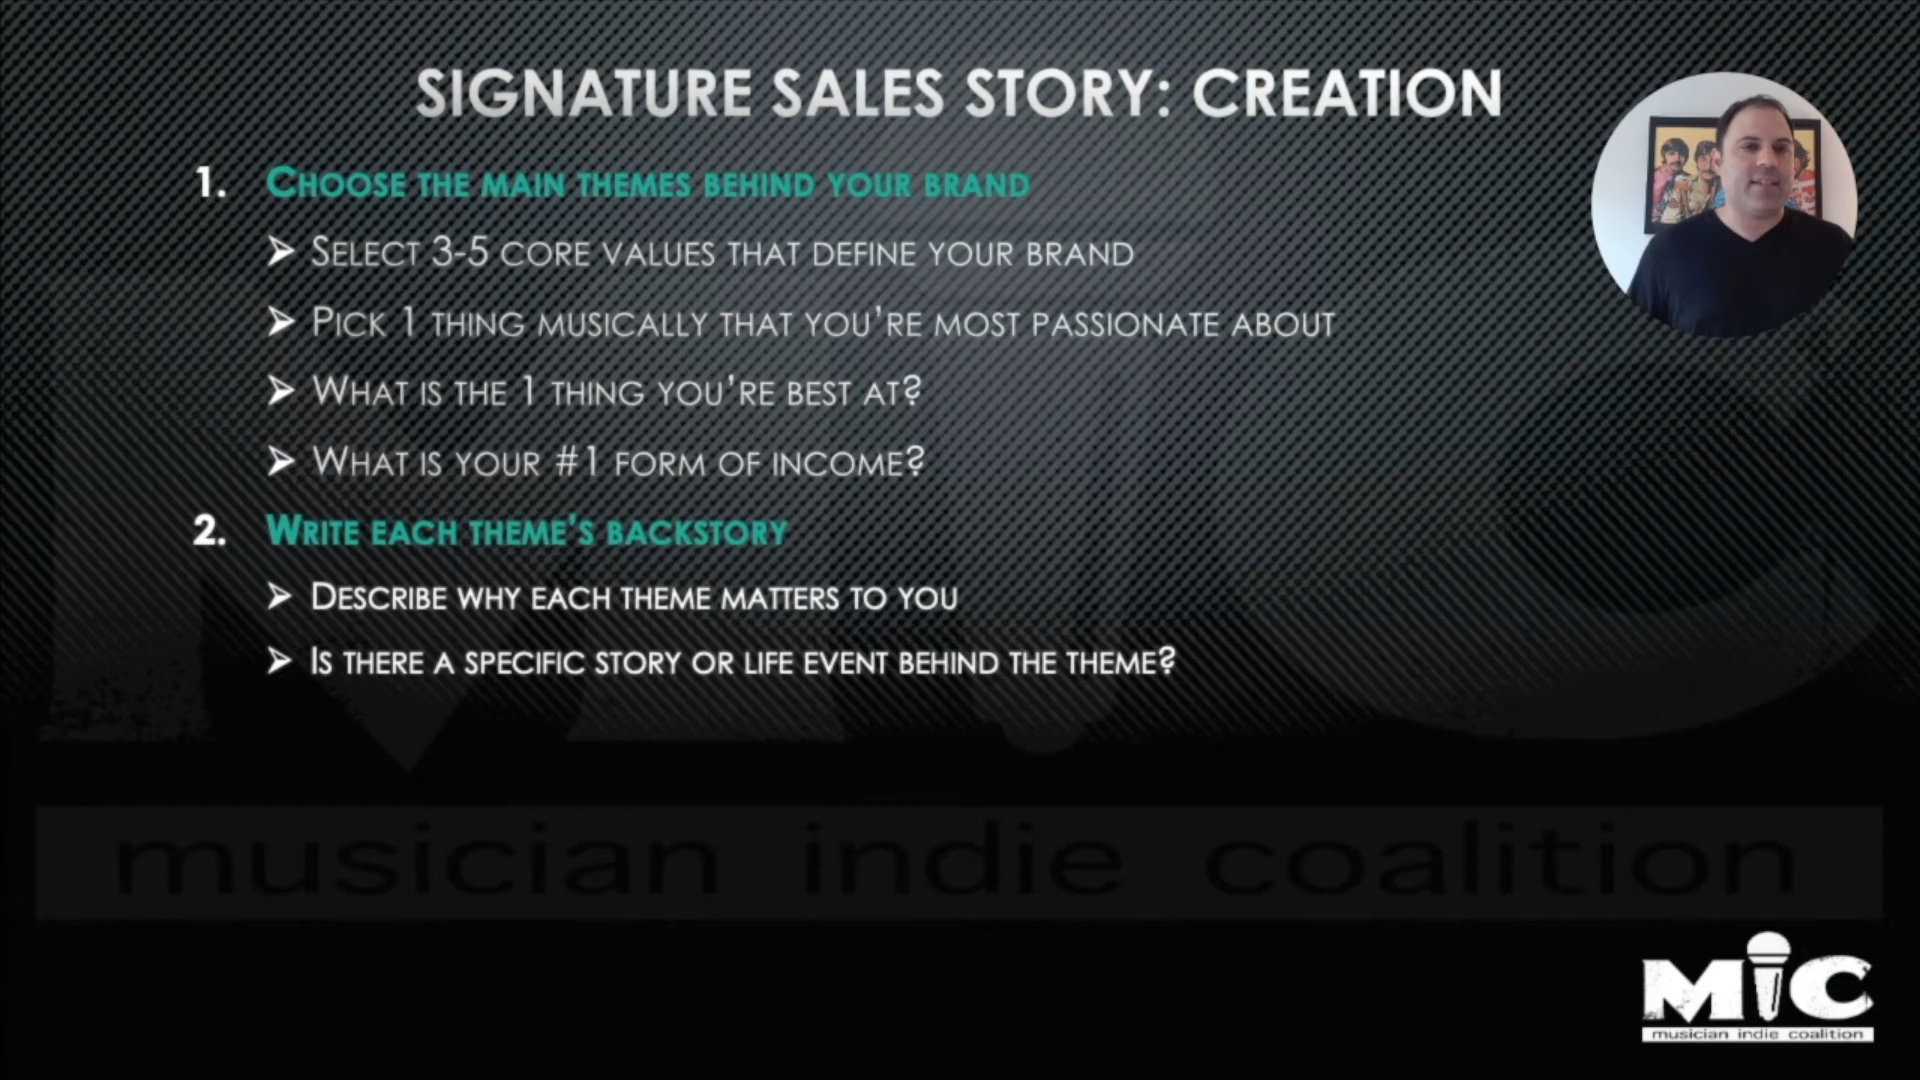 SIGNATURE SALES STORY: CREATION
1. CHOOSE THE MAIN THEMES BEHIND YOUR BRAND
➤ SELECT 3-5 CORE VALUES THAT DEFINE YOUR BRAND
➤ PICK 1 THING MUSICALLY THAT YOU'RE MOST PASSIONATE ABOUT
➤ WHAT IS THE 1 THING YOU'RE BEST AT?
➤ WHAT IS YOUR #1 FORM OF INCOME?
2. WRITE EACH THEME'S BACKSTORY
➤ DESCRIBE WHY EACH THEME MATTERS TO YOU
➤ IS THERE A SPECIFIC STORY OR LIFE EVENT BEHIND THE THEME?
musician indie coalition
MiC
musician indie coalition